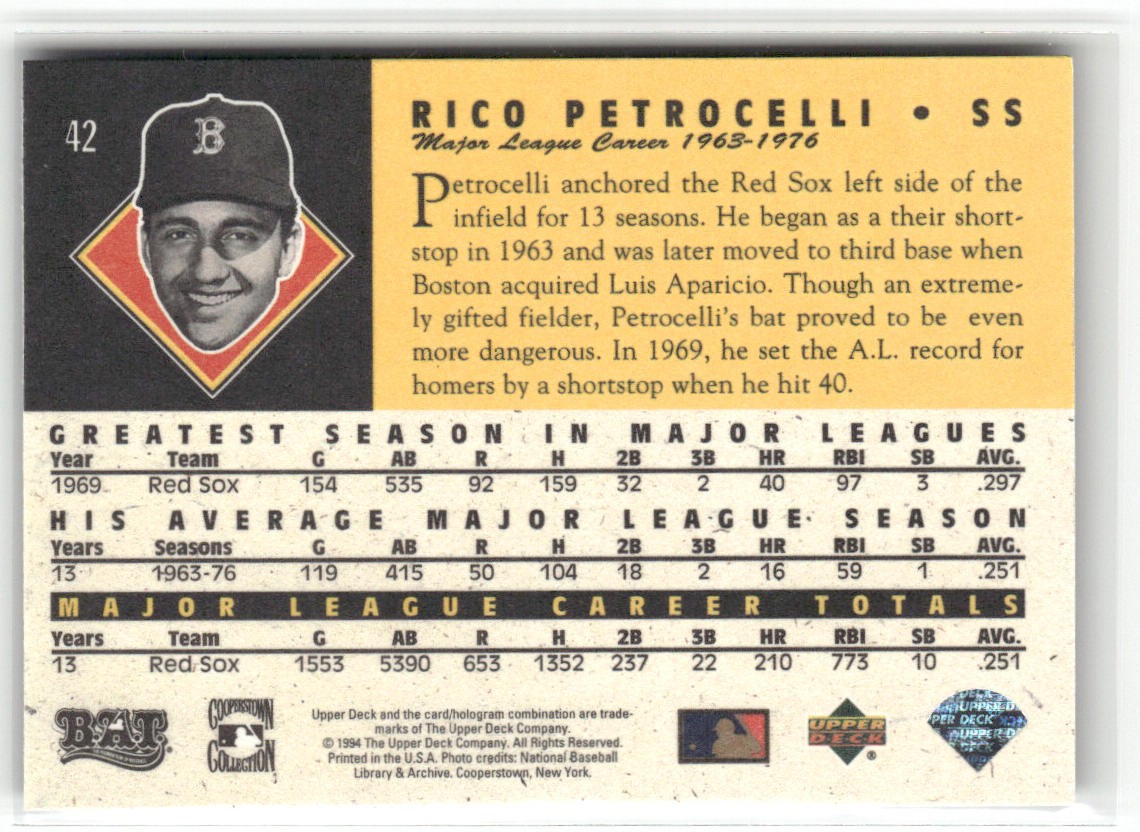 42
B
RICO PETROCELLI • SS
Major League Career 1963-1976
Petrocelli anchored the Red Sox left side of the
infield for 13 seasons. He began as a their short-
stop in 1963 and was later moved to third base when
Boston acquired Luis Aparicio. Though an extreme-
ly gifted fielder, Petrocelli's bat proved to be even
more dangerous. In 1969, he set the A.L. record for
homers by a shortstop when he hit 40.
GREATEST SEASON IN MAJOR LEAGUES
Year Team G AB R H 2B 3B HR RBI SB AVG.
1969 Red Sox 154 535 92 159 32 2 40 97 3 .297
HIS AVERAGE MAJOR LEAGUE SEASON
Years Seasons G AB R H 2B 3B HR RBI SB AVG.
13 1963-76 119 415 50 104 18 2 16 59 1 .251
MAJOR LEAGUE CAREER TOTALS
Years Team G AB R H 2B 3B HR RBI SB AVG.
13 Red Sox 1553 5390 653 1352 237 22 210 773 10 .251
B.A.T.
COOPERSTOWN
COLLECTION
Upper Deck and the card/hologram combination are trade-
marks of The Upper Deck Company.
© 1994 The Upper Deck Company. All Rights Reserved.
Printed in the U.S.A. Photo credits: National Baseball
Library & Archive. Cooperstown, New York.
UPPER
DECK
®
DECK
UPPER D
PER DECK
UPPER D